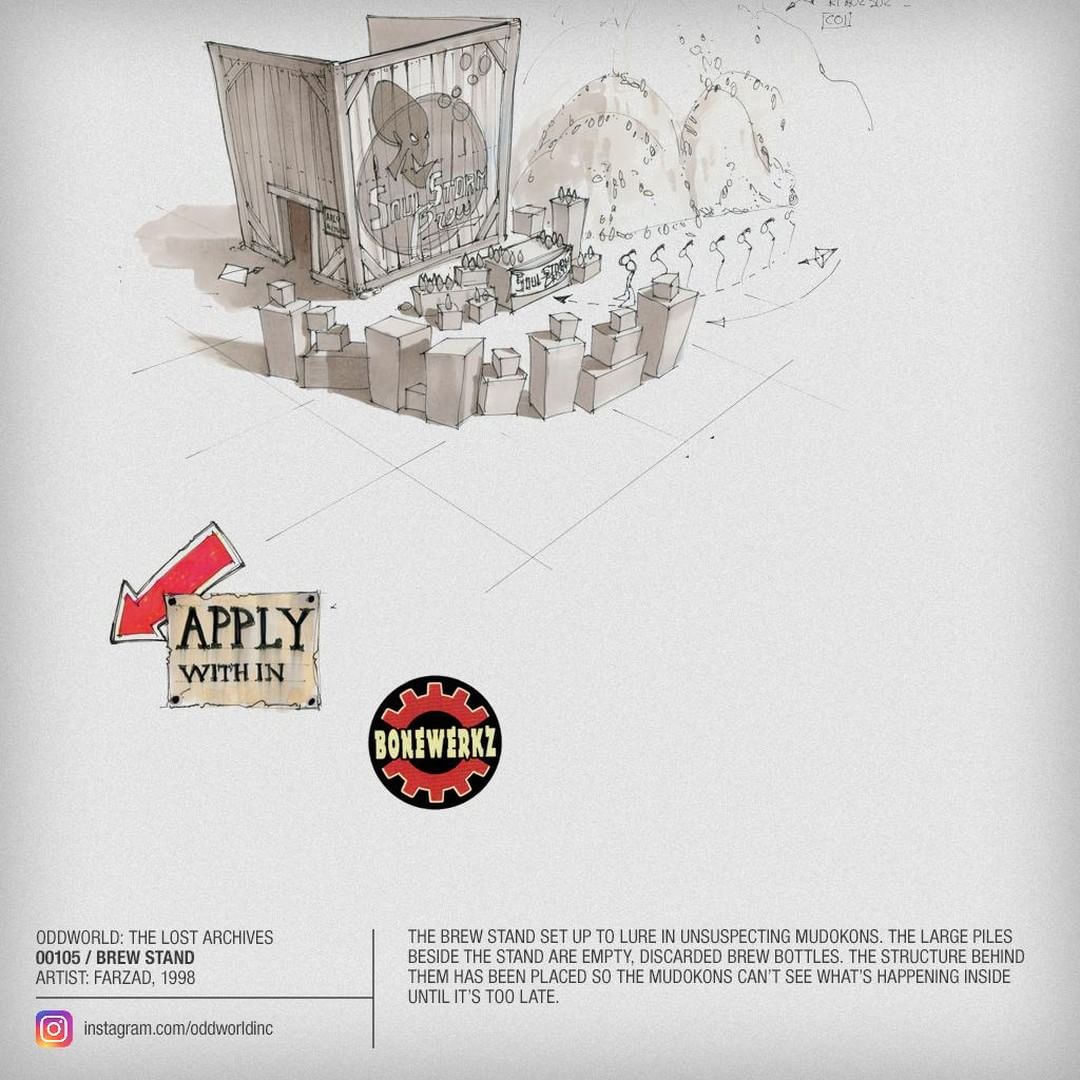 [CO1]
SOUL STORM
Brew
SOUL STORM
APPLY
WITH IN
BONEWERKZ
ODDWORLD: THE LOST ARCHIVES
00105 / BREW STAND
ARTIST: FARZAD, 1998
instagram.com/oddworldinc
THE BREW STAND SET UP TO LURE IN UNSUSPECTING MUDOKONS. THE LARGE PILES
BESIDE THE STAND ARE EMPTY, DISCARDED BREW BOTTLES. THE STRUCTURE BEHIND
THEM HAS BEEN PLACED SO THE MUDOKONS CAN'T SEE WHAT'S HAPPENING INSIDE
UNTIL IT'S TOO LATE.